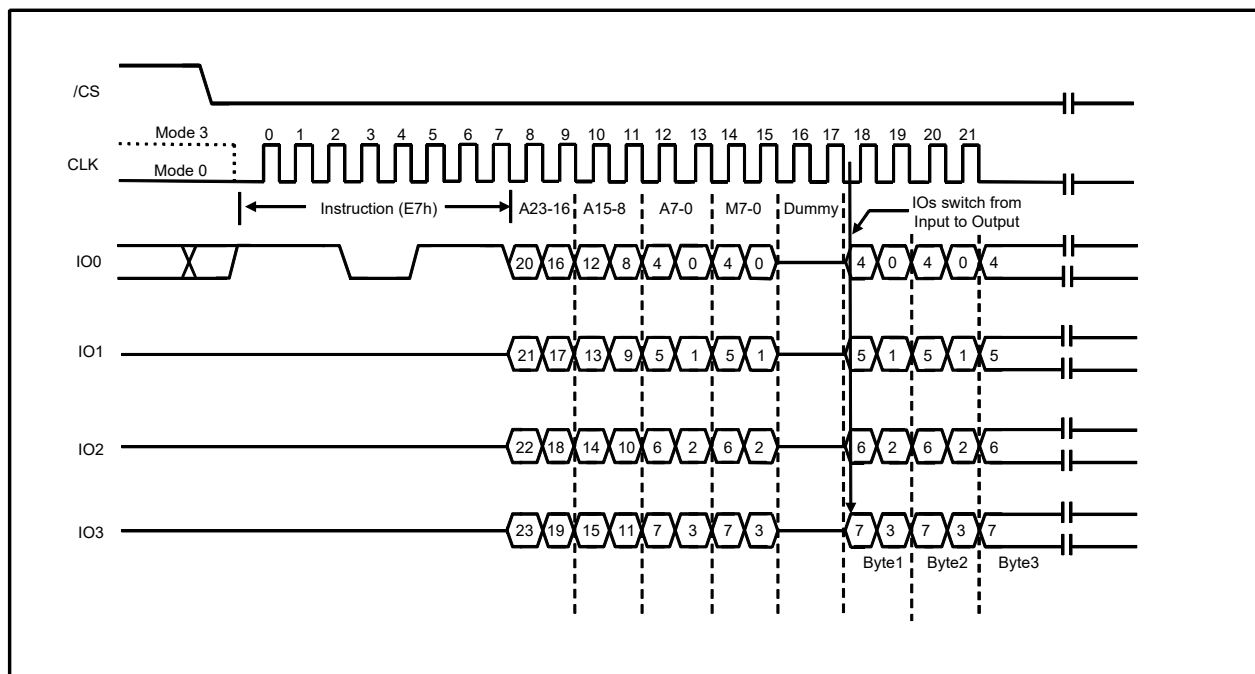 /CS
Mode 3
0 1 2 3 4 5 6 7 8 9 10 11 12 13 14 15 16 17 18 19 20 21
CLK
Mode 0
Instruction (E7h) A23-16 A15-8 A7-0 M7-0 Dummy IOs switch from
Input to Output
IO0 20 16 12 8 4 0 4 0 4 0 4 0 4
IO1 21 17 13 9 5 1 5 1 5 1 5 1 5
IO2 22 18 14 10 6 2 6 2 6 2 6 2 6
IO3 23 19 15 11 7 3 7 3 7 3 7 3 7
Byte1 Byte2 Byte3